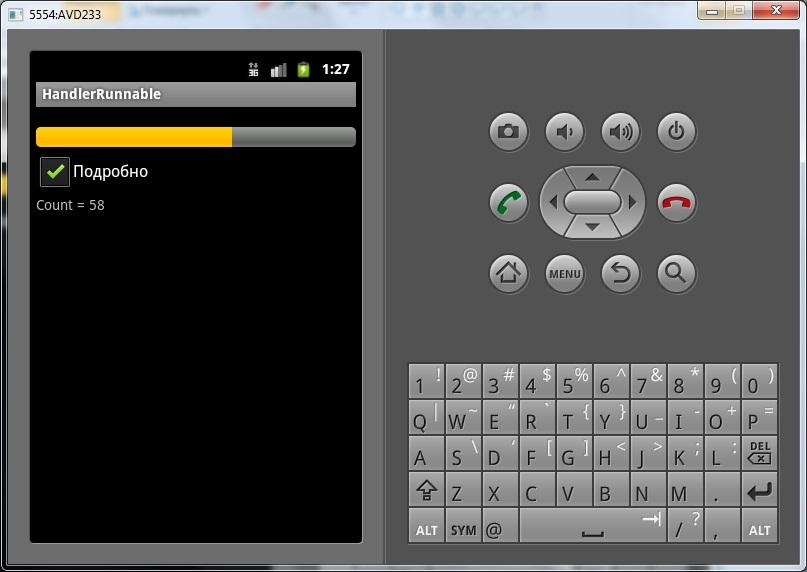 5554:AVD233
3G 1:27
HandlerRunnable
Подробно
Count = 58
MENU
1 ! 2 @ 3 # 4 $ 5 % 6 ^ 7 & 8 * 9 ( 0 )
Q | W ~ E “ R ` T { Y } U _ I - O + P =
A S \ D ‘ F [ G ] H < J > K ; L : DEL
Z X C V B N M .
ALT SYM @ / ? , ALT